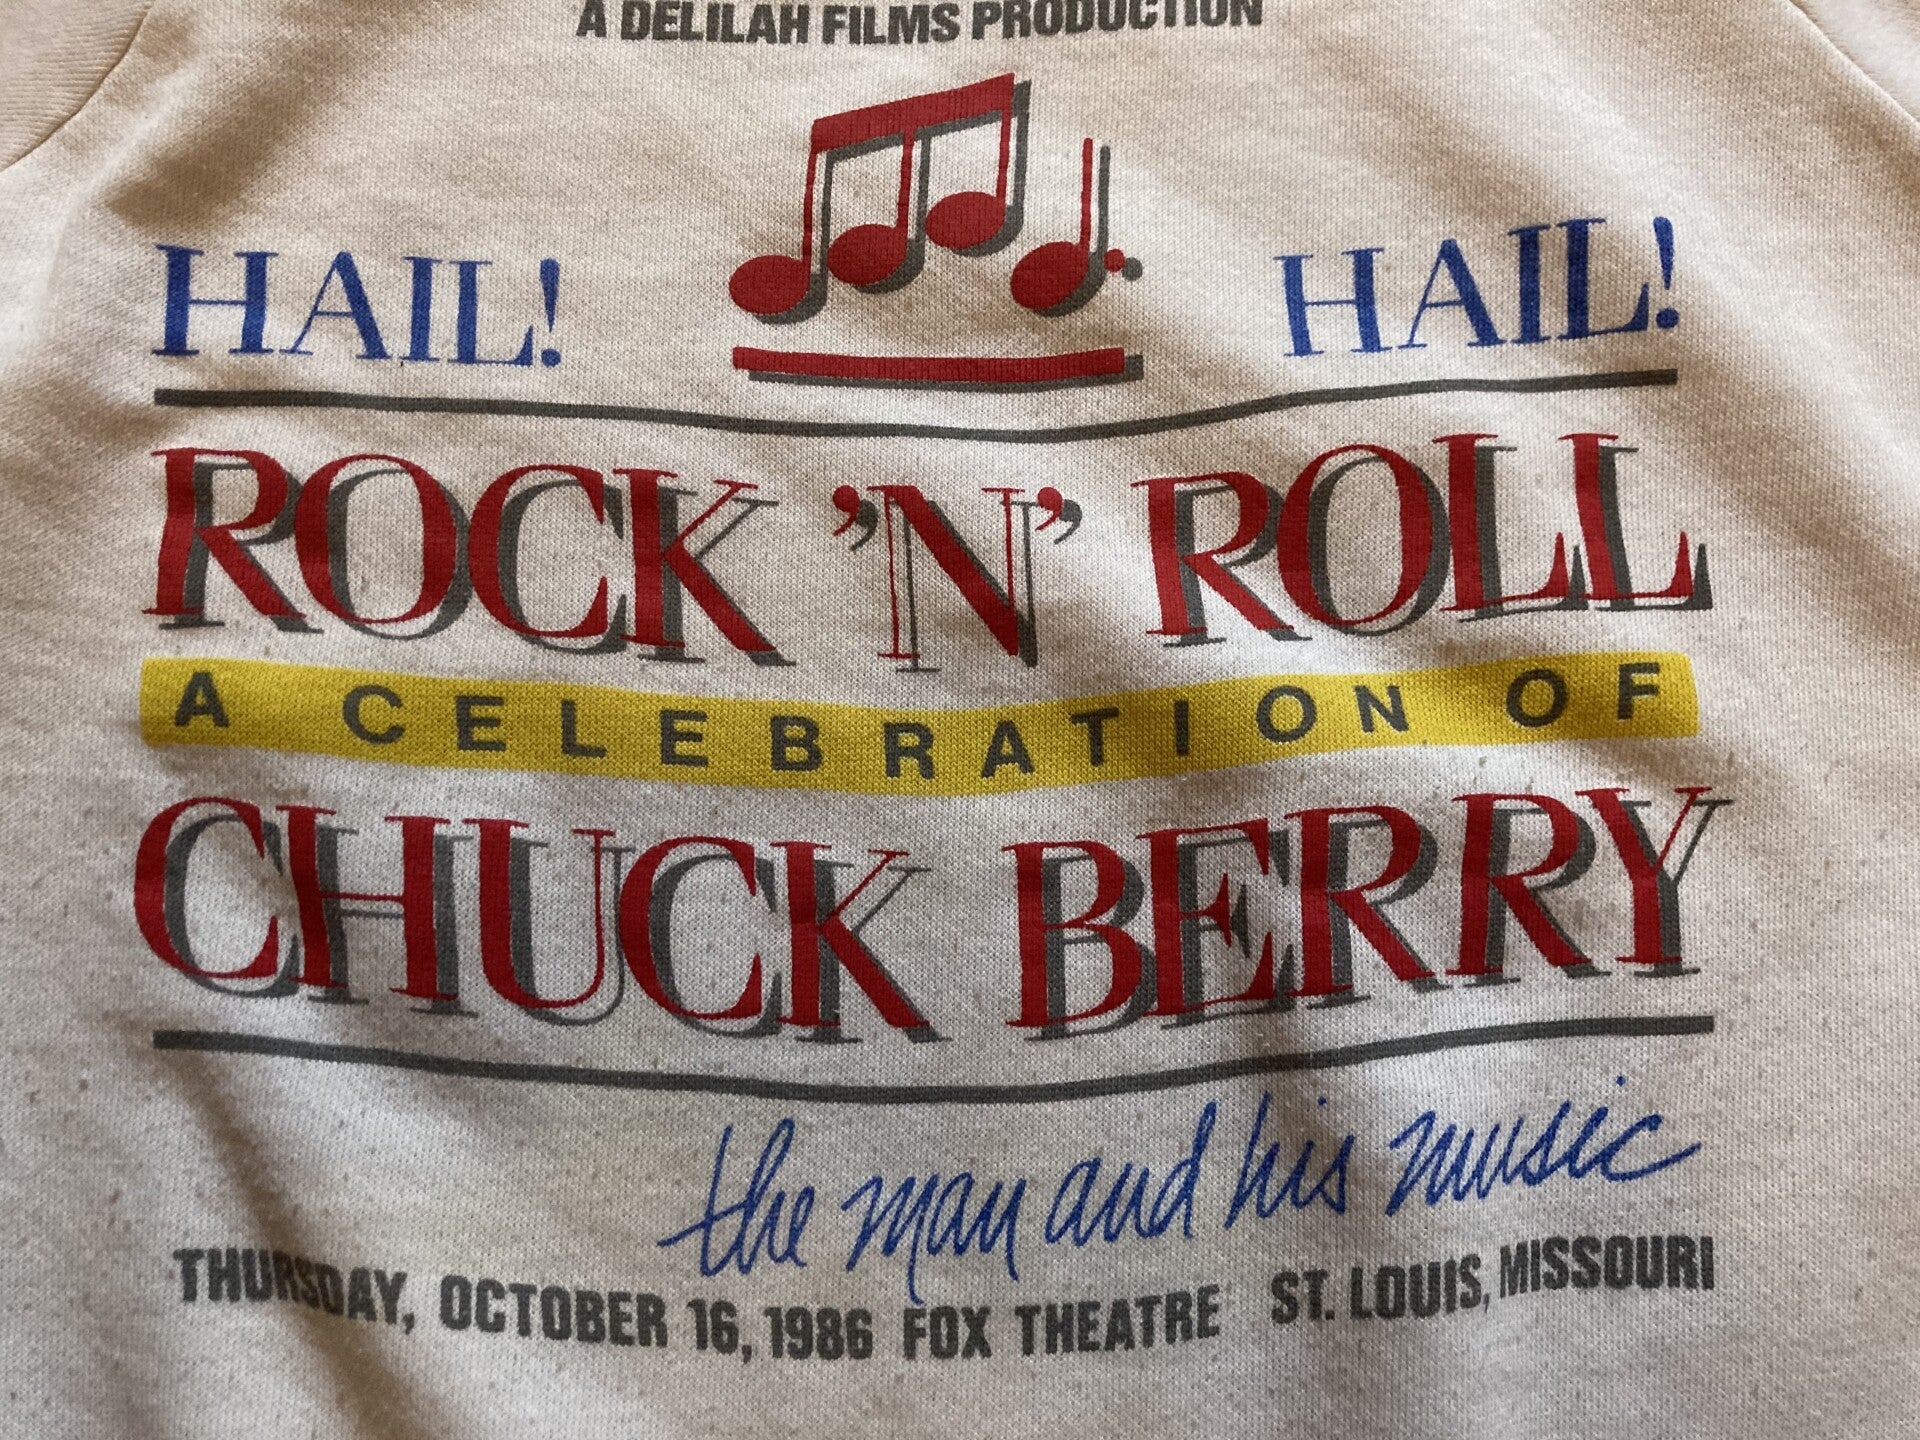 A DELILAH FILMS PRODUCTION
HAIL! HAIL!
ROCK 'N' ROLL
A CELEBRATION OF
CHUCK BERRY
the man and his music
THURSDAY, OCTOBER 16, 1986 FOX THEATRE ST. LOUIS, MISSOURI